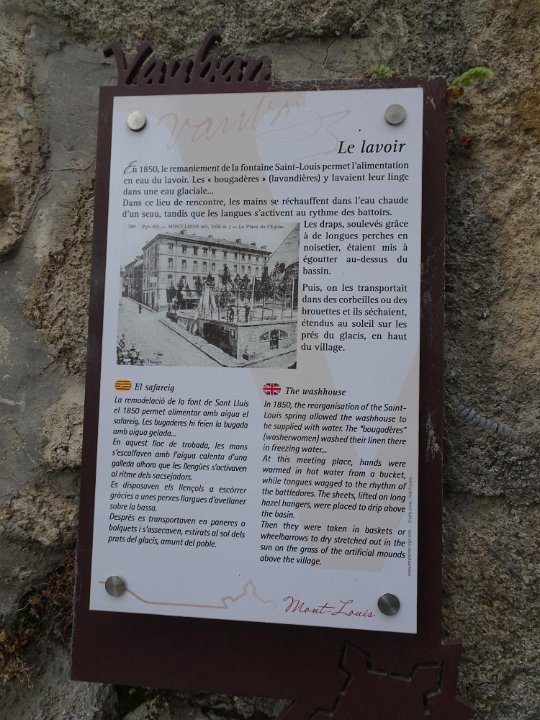 Vauban
Vauban
Le lavoir
En 1850, le remaniement de la fontaine Saint-Louis permet l'alimentation
en eau du lavoir. Les « bougadères » (lavandières) y lavaient leur linge
dans une eau glaciale...
Dans ce lieu de rencontre, les mains se réchauffent dans l'eau chaude
d'un seau, tandis que les langues s'activent au rythme des battoirs.
Les draps, soulevés grâce
à de longues perches en
noisetier, étaient mis à
égoutter au-dessus du
bassin.
Puis, on les transportait
dans des corbeilles ou des
brouettes et ils séchaient,
étendus au soleil sur les
prés du glacis, en haut
du village.
MONT-LOUIS (alt. 1600 m.) — La Place de l'Eglise
El safareig
La remodelació de la font de Sant Lluís
el 1850 permet alimentar amb aigua el
safareig. Les bugaderes hi feien la bugada
amb aigua gelada...
En aquest lloc de trobada, les mans
s'escalfaven amb l'aigua calenta d'una
galleda alhora que les llengües s'activaven
al ritme dels sacsejadors.
Es disposaven els llençols a escórrer
gràcies a unes perxes llargues d'avellaner
sobre la bassa.
Després es transportaven en paneres o
bolquets i s'assecaven, estirats al sol dels
prats del glacis, amunt del poble.
The washhouse
In 1850, the reorganisation of the Saint-
Louis spring allowed the washhouse to
be supplied with water. The "bougadères"
(washerwomen) washed their linen there
in freezing water...
At this meeting place, hands were
warmed in hot water from a bucket,
while tongues wagged to the rhythm of
the battledores. The sheets, lifted on long
hazel hangers, were placed to drip above
the basin.
Then they were taken in baskets or
wheelbarrows to dry stretched out in the
sun on the grass of the artificial mounds
above the village.
Mont-Louis